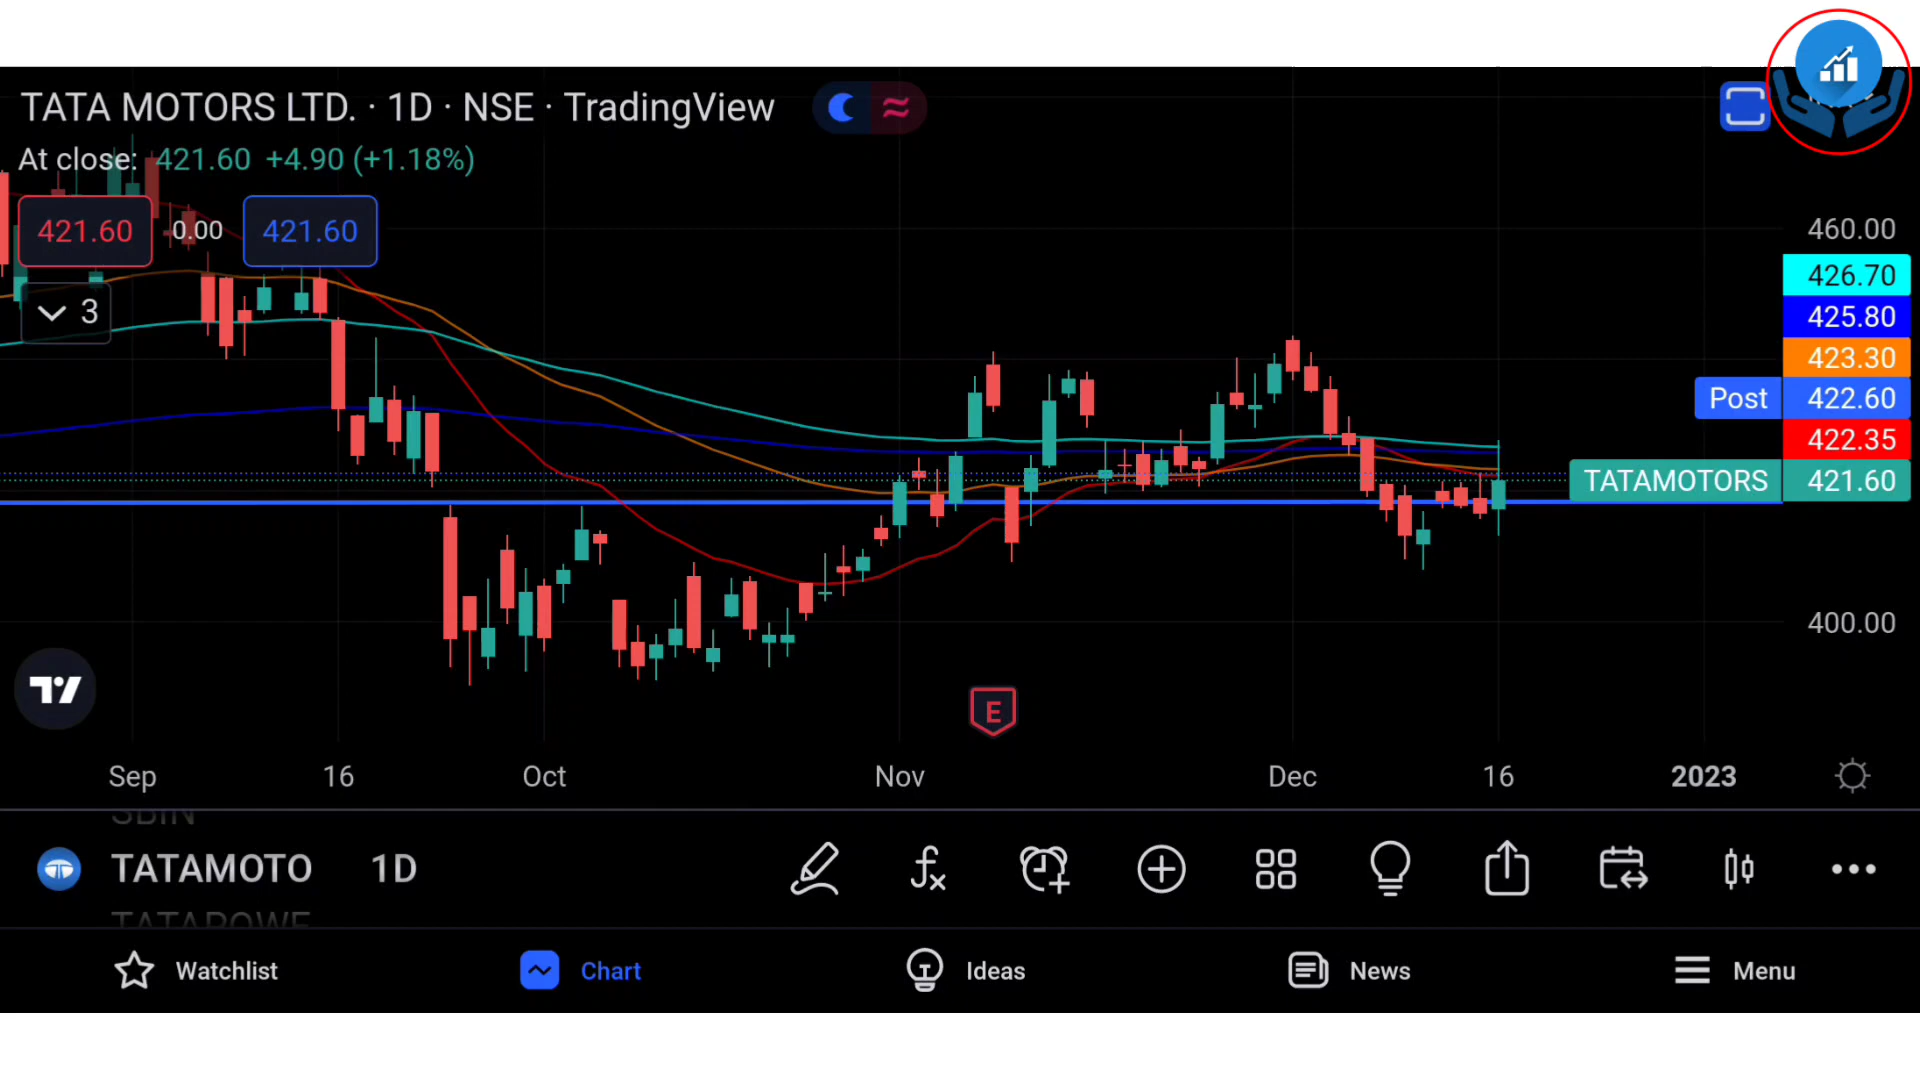 TATA MOTORS LTD. · 1D · NSE · TradingView
At close: 421.60 +4.90 (+1.18%)
421.60 0.00 421.60
3
460.00
426.70
425.80
423.30
Post 422.60
422.35
TATAMOTORS 421.60
400.00
E
Sep 16 Oct Nov Dec 16 2023
SBIN
TATAMOTO 1D
TATAPOWE
Watchlist Chart Ideas News Menu